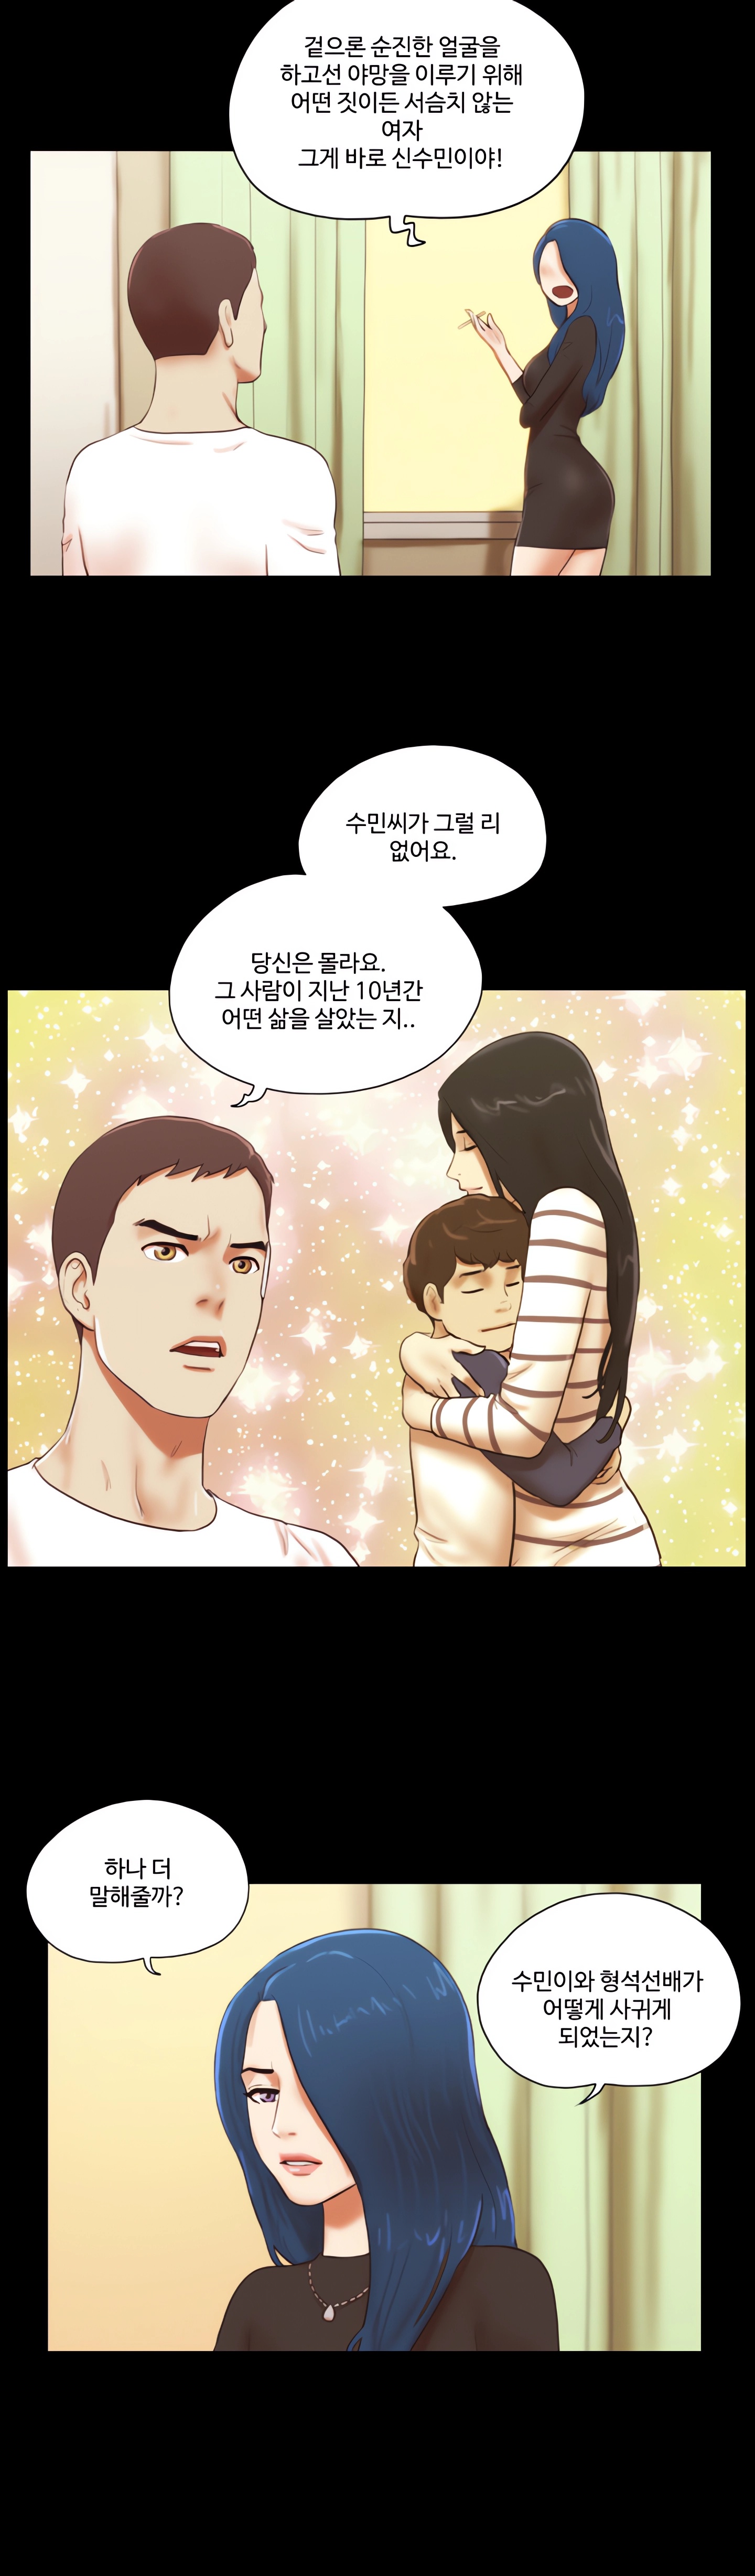 겉으론 순진한 얼굴을
하고선 야망을 이루기 위해
어떤 짓이든 서슴치 않는
여자
그게 바로 신수민이야!
수민씨가 그럴 리
없어요.
당신은 몰라요.
그 사람이 지난 10년간
어떤 삶을 살았는 지..
하나 더
말해줄까?
수민이와 형석선배가
어떻게 사귀게
되었는지?